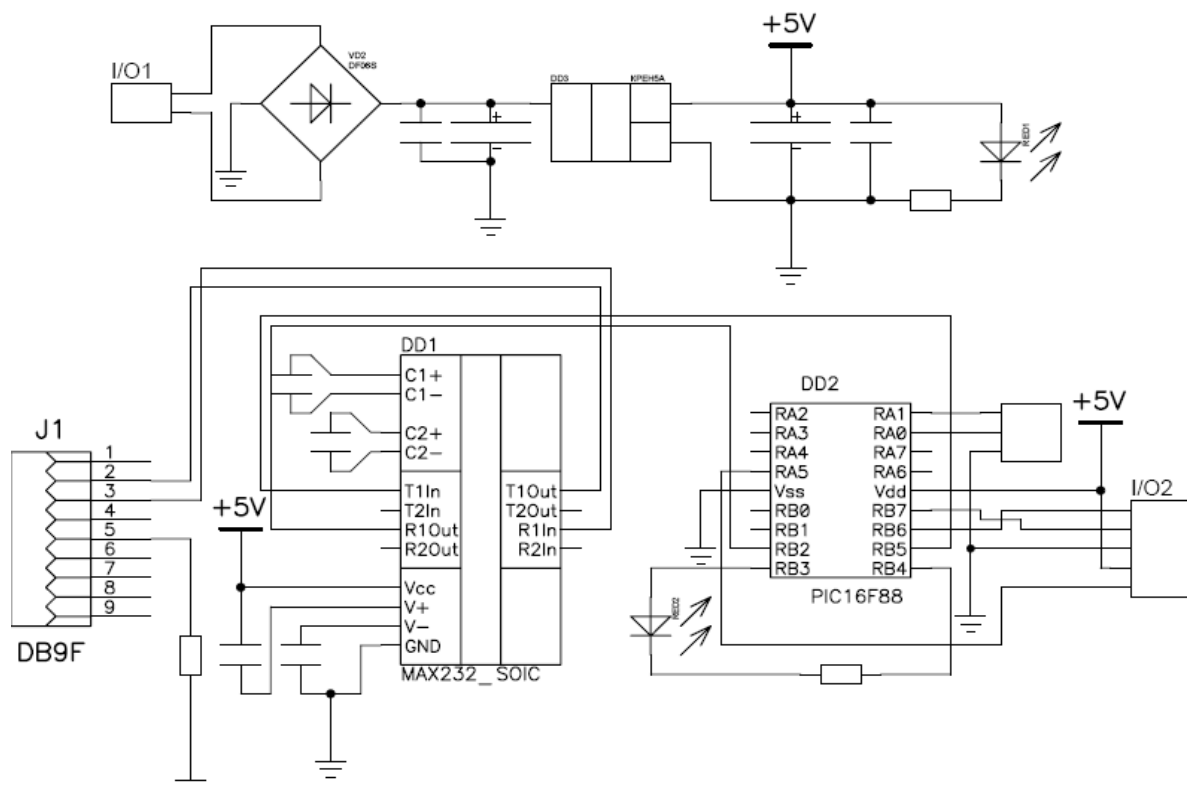 +5V
I/O1
VD2
DF06S
DD3
КРЕН5А
RED1
DD1
C1+
C1-
C2+
C2-
T1In
T2In
R1Out
R2Out
Vcc
V+
V-
GND
T1Out
T2Out
R1In
R2In
MAX232_SOIC
J1
1
2
3
4
5
6
7
8
9
DB9F
+5V
DD2
RA2
RA3
RA4
RA5
Vss
RB0
RB1
RB2
RB3
RA1
RA0
RA7
RA6
Vdd
RB7
RB6
RB5
RB4
PIC16F88
RED2
+5V
I/O2
+
-
+
-